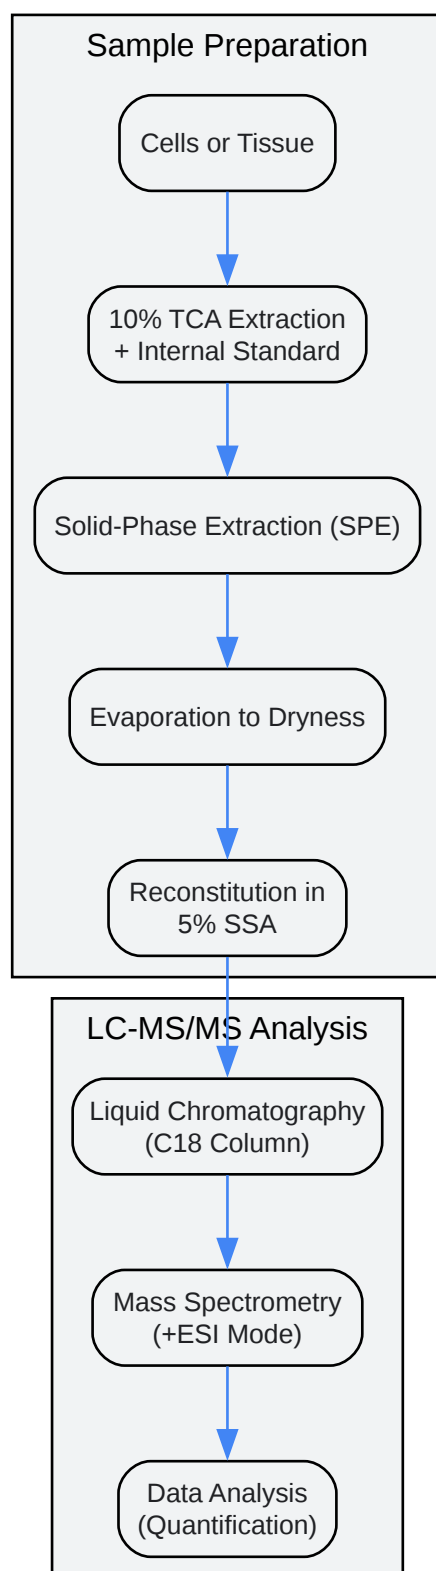 Sample Preparation
Cells or Tissue
10% TCA Extraction
+ Internal Standard
Solid-Phase Extraction (SPE)
Evaporation to Dryness
Reconstitution in
5% SSA
LC-MS/MS Analysis
Liquid Chromatography
(C18 Column)
Mass Spectrometry
(+ESI Mode)
Data Analysis
(Quantification)